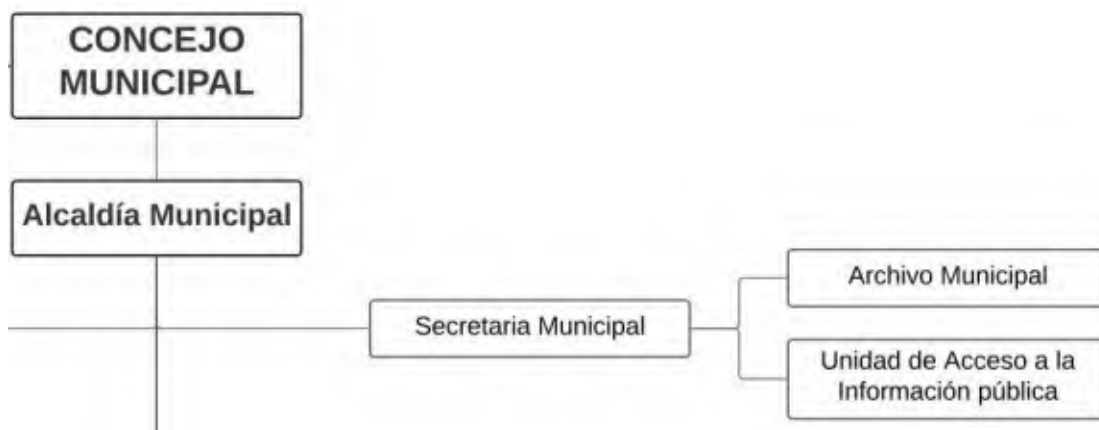 CONCEJO
MUNICIPAL
Alcaldía Municipal
Archivo Municipal
Secretaria Municipal
Unidad de Acceso a la
Información pública